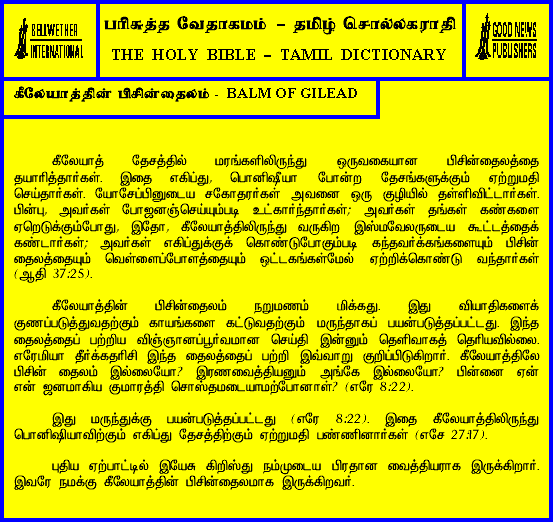 BELLWETHER
INTERNATIONAL
பரிசுத்த வேதாகமம் – தமிழ் சொல்லகராதி
THE HOLY BIBLE – TAMIL DICTIONARY
GOOD NEWS
PUBLISHERS
கீலேயாத்தின் பிசின்தைலம் - BALM OF GILEAD
கீலேயாத் தேசத்தில் மரங்களிலிருந்து ஒருவகையான பிசின்தைலத்தை
தயாரித்தார்கள். இதை எகிப்து, பொனிஷீயா போன்ற தேசங்களுக்கும் ஏற்றுமதி
செய்தார்கள். யோசேப்பினுடைய சகோதரர்கள் அவனை ஒரு குழியில் தள்ளிவிட்டார்கள்.
பின்பு, அவர்கள் போஜனஞ்செய்யும்படி உட்கார்ந்தார்கள்; அவர்கள் தங்கள் கண்களை
ஏறெடுக்கும்போது, இதோ, கீலேயாத்திலிருந்து வருகிற இஸ்மவேலருடைய கூட்டத்தைக்
கண்டார்கள்; அவர்கள் எகிப்துக்குக் கொண்டுபோகும்படி கந்தவர்க்கங்களையும் பிசின்
தைலத்தையும் வெள்ளைப்போளத்தையும் ஒட்டகங்கள்மேல் ஏற்றிக்கொண்டு வந்தார்கள்
(ஆதி 37:25).
கீலேயாத்தின் பிசின்தைலம் நறுமணம் மிக்கது. இது வியாதிகளைக்
குணப்படுத்துவதற்கும் காயங்களை கட்டுவதற்கும் மருந்தாகப் பயன்படுத்தப்பட்டது. இந்த
தைலத்தைப் பற்றிய விஞ்ஞானப்பூர்வமான செய்தி இன்னும் தெளிவாகத் தெரியவில்லை.
எரேமியா தீர்க்கதரிசி இந்த தைலத்தைப் பற்றி இவ்வாறு குறிப்பிடுகிறார். கீலேயாத்திலே
பிசின் தைலம் இல்லையோ? இரணவைத்தியனும் அங்கே இல்லையோ? பின்னை ஏன்
என் ஜனமாகிய குமாரத்தி சொஸ்தமடையாமற்போனாள்? (எரே 8:22).
இது மருந்துக்கு பயன்படுத்தப்பட்டது (எரே 8:22). இதை கீலேயாத்திலிருந்து
பொனிஷியாவிற்கும் எகிப்து தேசத்திற்கும் ஏற்றுமதி பண்ணினார்கள் (எசே 27:17).
புதிய ஏற்பாட்டில் இயேசு கிறிஸ்து நம்முடைய பிரதான வைத்தியராக இருக்கிறார்.
இவரே நமக்கு கீலேயாத்தின் பிசின்தைலமாக இருக்கிறவர்.